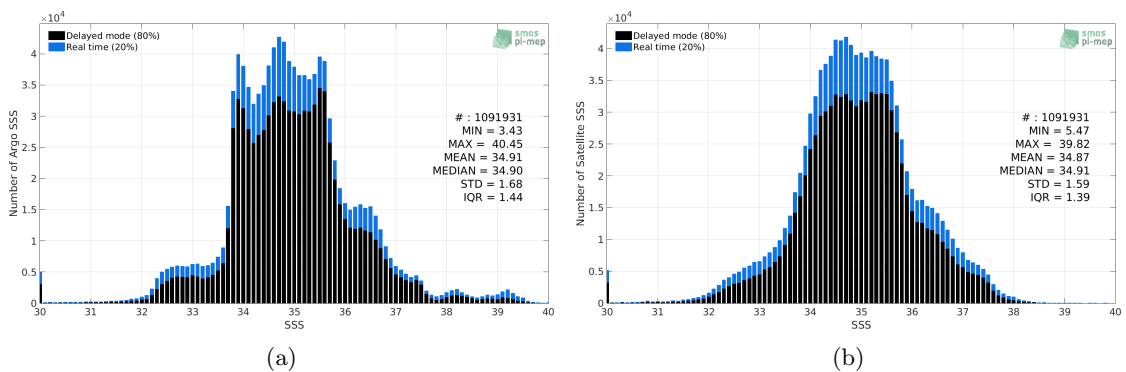 ×10⁴
Delayed mode (80%)
Real time (20%)
smos
pi-mep
4
3.5
3
2.5
2
1.5
1
0.5
0
Number of Argo SSS
# : 1091931
MIN = 3.43
MAX = 40.45
MEAN = 34.91
MEDIAN = 34.90
STD = 1.68
IQR = 1.44
30 31 32 33 34 35 36 37 38 39 40
SSS
(a)
×10⁴
Delayed mode (80%)
Real time (20%)
smos
pi-mep
4
3.5
3
2.5
2
1.5
1
0.5
0
Number of Satellite SSS
# : 1091931
MIN = 5.47
MAX = 39.82
MEAN = 34.87
MEDIAN = 34.91
STD = 1.59
IQR = 1.39
30 31 32 33 34 35 36 37 38 39 40
SSS
(b)